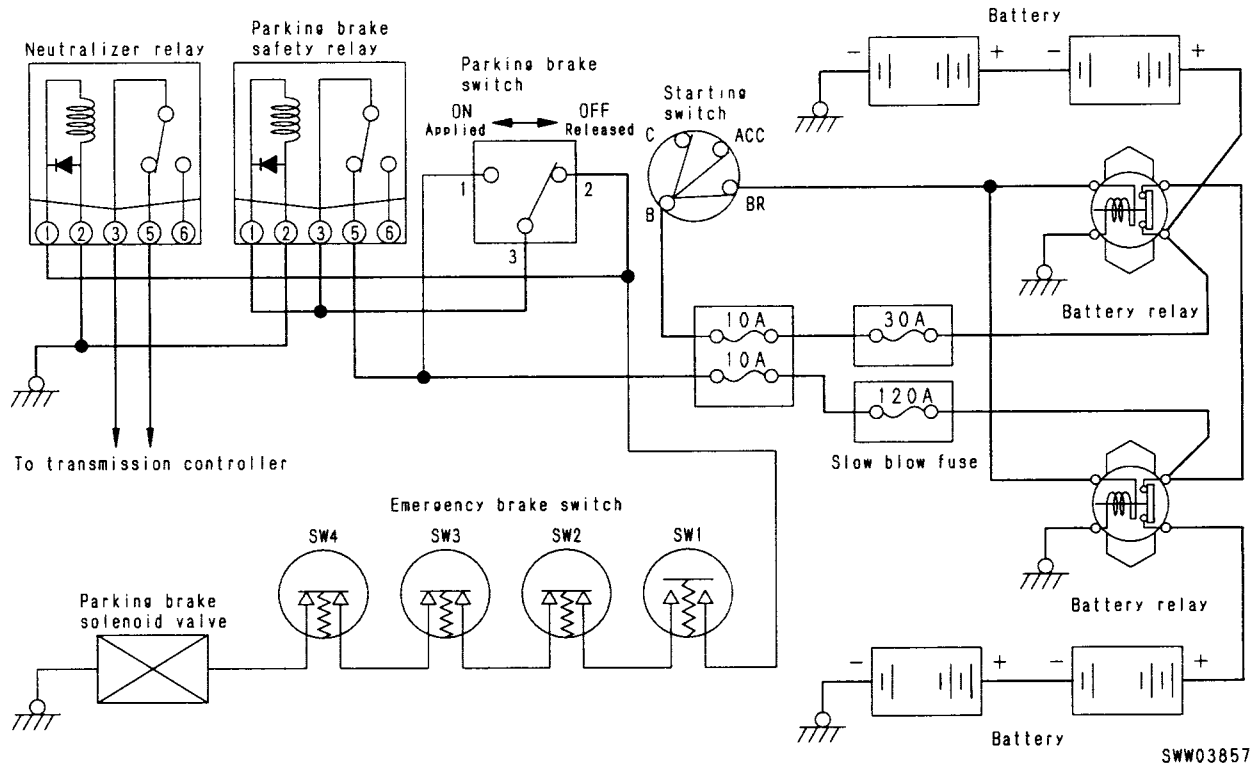 Battery
- + - +
Parking brake
safety relay
Neutralizer relay
Parking brake
switch
ON
Applied
OFF
Released
Starting
switch
C
ACC
B
BR
1
2
3
1 2 3 5 6
1 2 3 5 6
Battery relay
10A
30A
10A
120A
Slow blow fuse
To transmission controller
Emergency brake switch
SW4
SW3
SW2
SW1
Parking brake
solenoid valve
Battery relay
- + - +
Battery
SWW03857